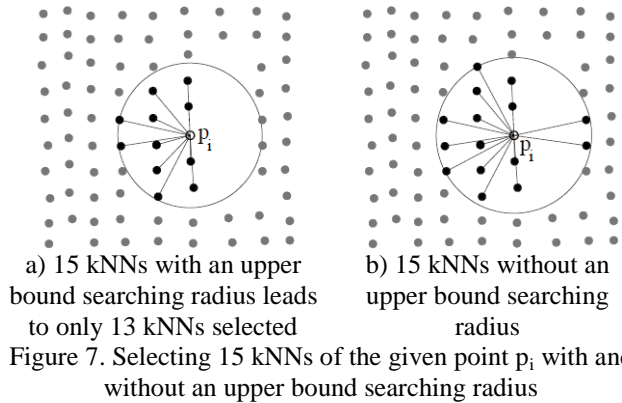 pᵢ
pᵢ
a) 15 kNNs with an upper
bound searching radius leads
to only 13 kNNs selected
b) 15 kNNs without an
upper bound searching
radius
Figure 7. Selecting 15 kNNs of the given point pᵢ with and
without an upper bound searching radius